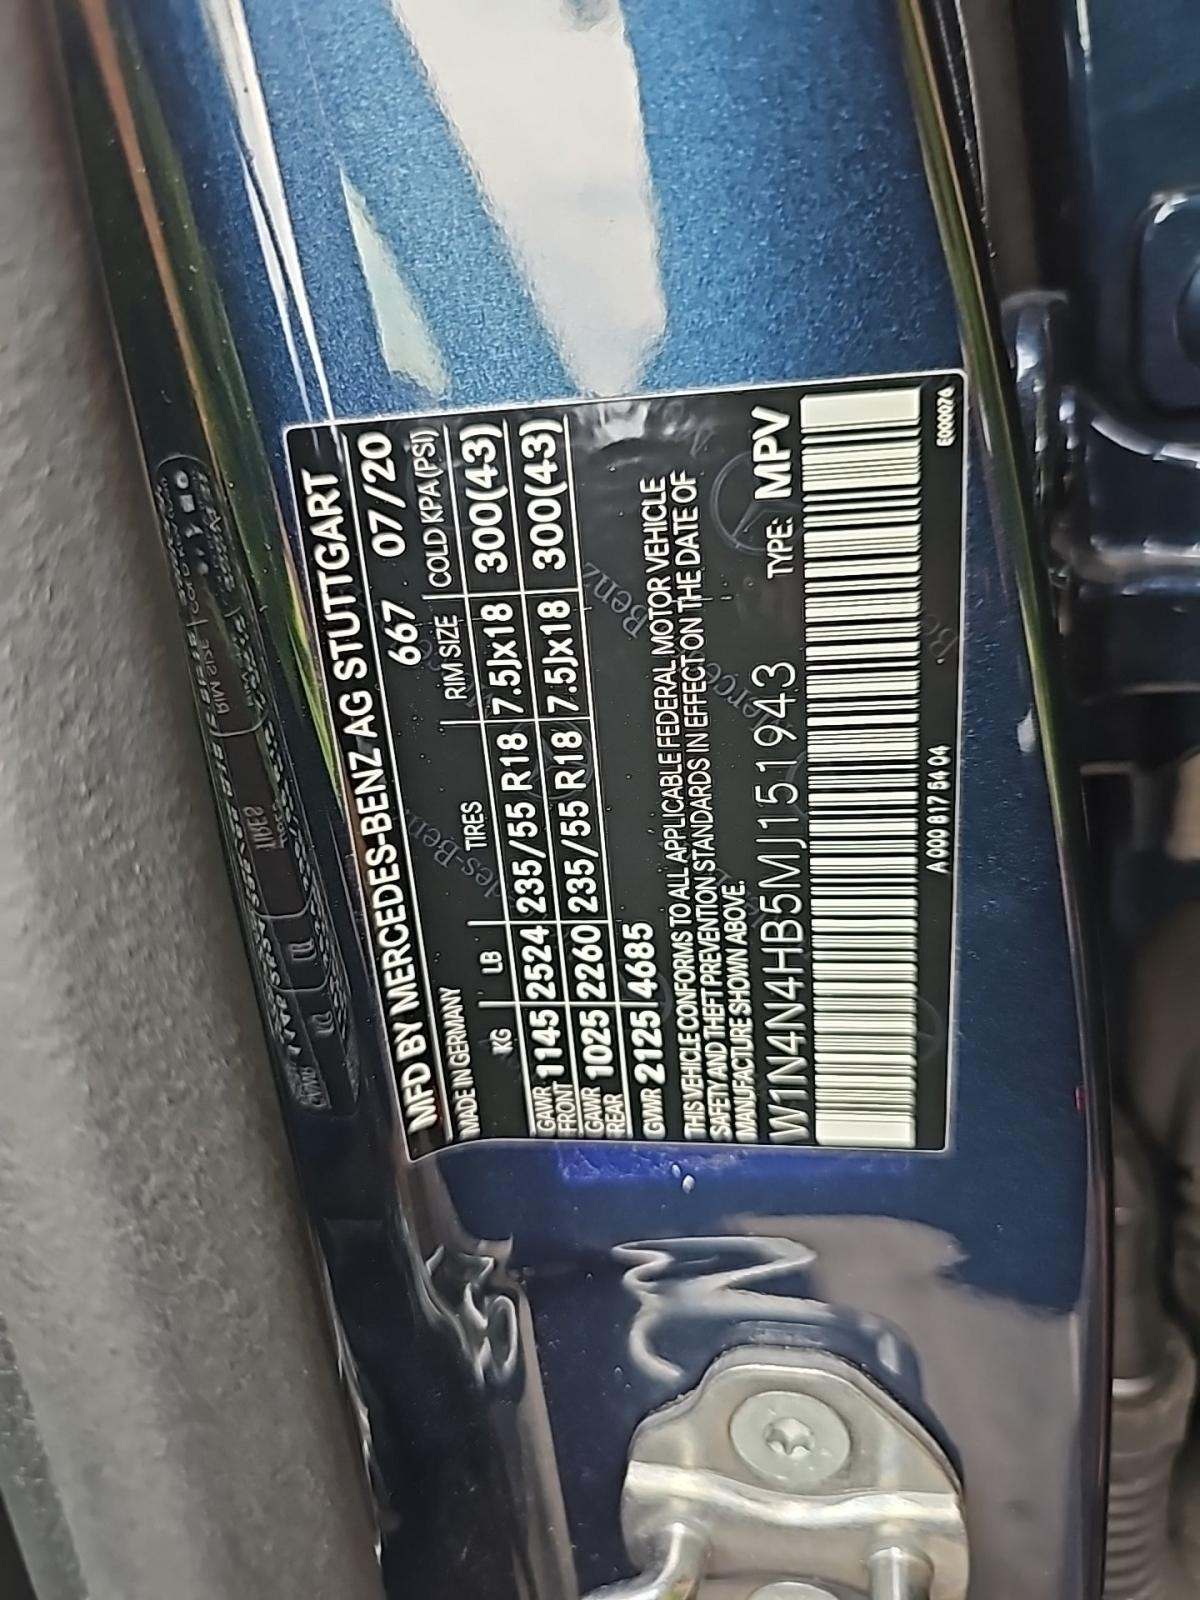 MFD BY MERCEDES-BENZ AG STUTTGART
MADE IN GERMANY 667 07/20
KG LB TIRES RIM SIZE COLD KPA(PSI)
GAWR FRONT 1145 2524 235/55 R18 7.5Jx18 300(43)
GAWR REAR 1025 2260 235/55 R18 7.5Jx18 300(43)
GVWR 2125 4685
THIS VEHICLE CONFORMS TO ALL APPLICABLE FEDERAL MOTOR VEHICLE
SAFETY AND THEFT PREVENTION STANDARDS IN EFFECT ON THE DATE OF
MANUFACTURE SHOWN ABOVE.
W1N4N4HB5MJ151943 TYPE: MPV
A 000 817 54 04 E000076